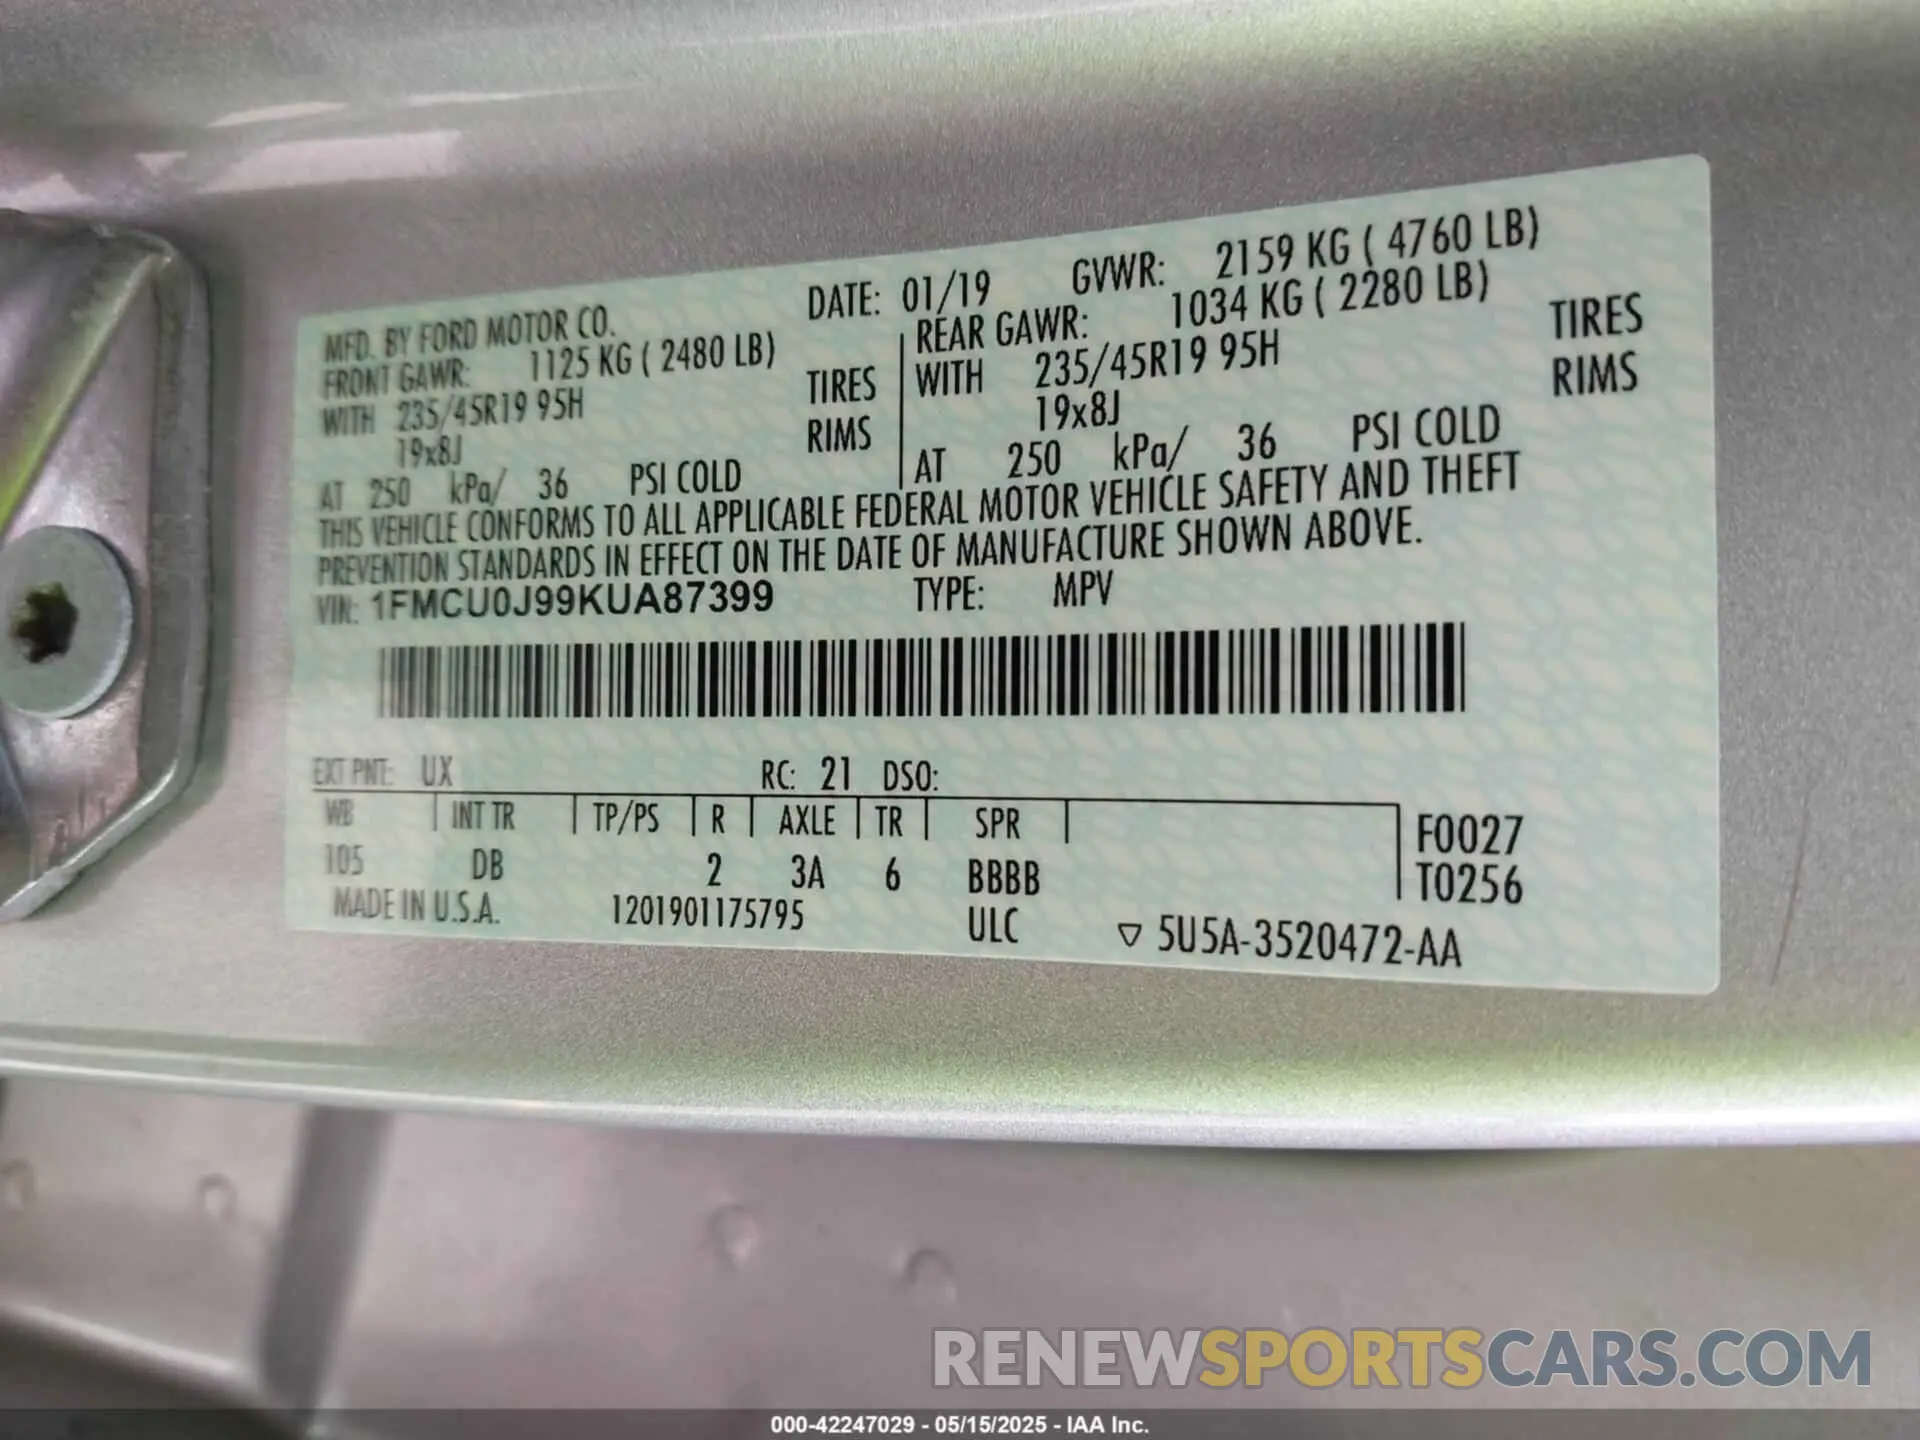 MFD. BY FORD MOTOR CO. DATE: 01/19 GVWR: 2159 KG ( 4760 LB)
FRONT GAWR: 1125 KG ( 2480 LB) REAR GAWR: 1034 KG ( 2280 LB)
WITH 235/45R19 95H TIRES WITH 235/45R19 95H TIRES
19x8J RIMS 19x8J RIMS
AT 250 kPa/ 36 PSI COLD AT 250 kPa/ 36 PSI COLD
THIS VEHICLE CONFORMS TO ALL APPLICABLE FEDERAL MOTOR VEHICLE SAFETY AND THEFT
PREVENTION STANDARDS IN EFFECT ON THE DATE OF MANUFACTURE SHOWN ABOVE.
VIN: 1FMCU0J99KUA87399 TYPE: MPV
EXT PNT: UX RC: 21 DSO:
WB INT TR TP/PS R AXLE TR SPR F0027
105 DB 2 3A 6 BBBB T0256
MADE IN U.S.A. 1201901175795 ULC ▽ 5U5A-3520472-AA
RENEWSPORTSCARS.COM
000-42247029 - 05/15/2025 - IAA Inc.